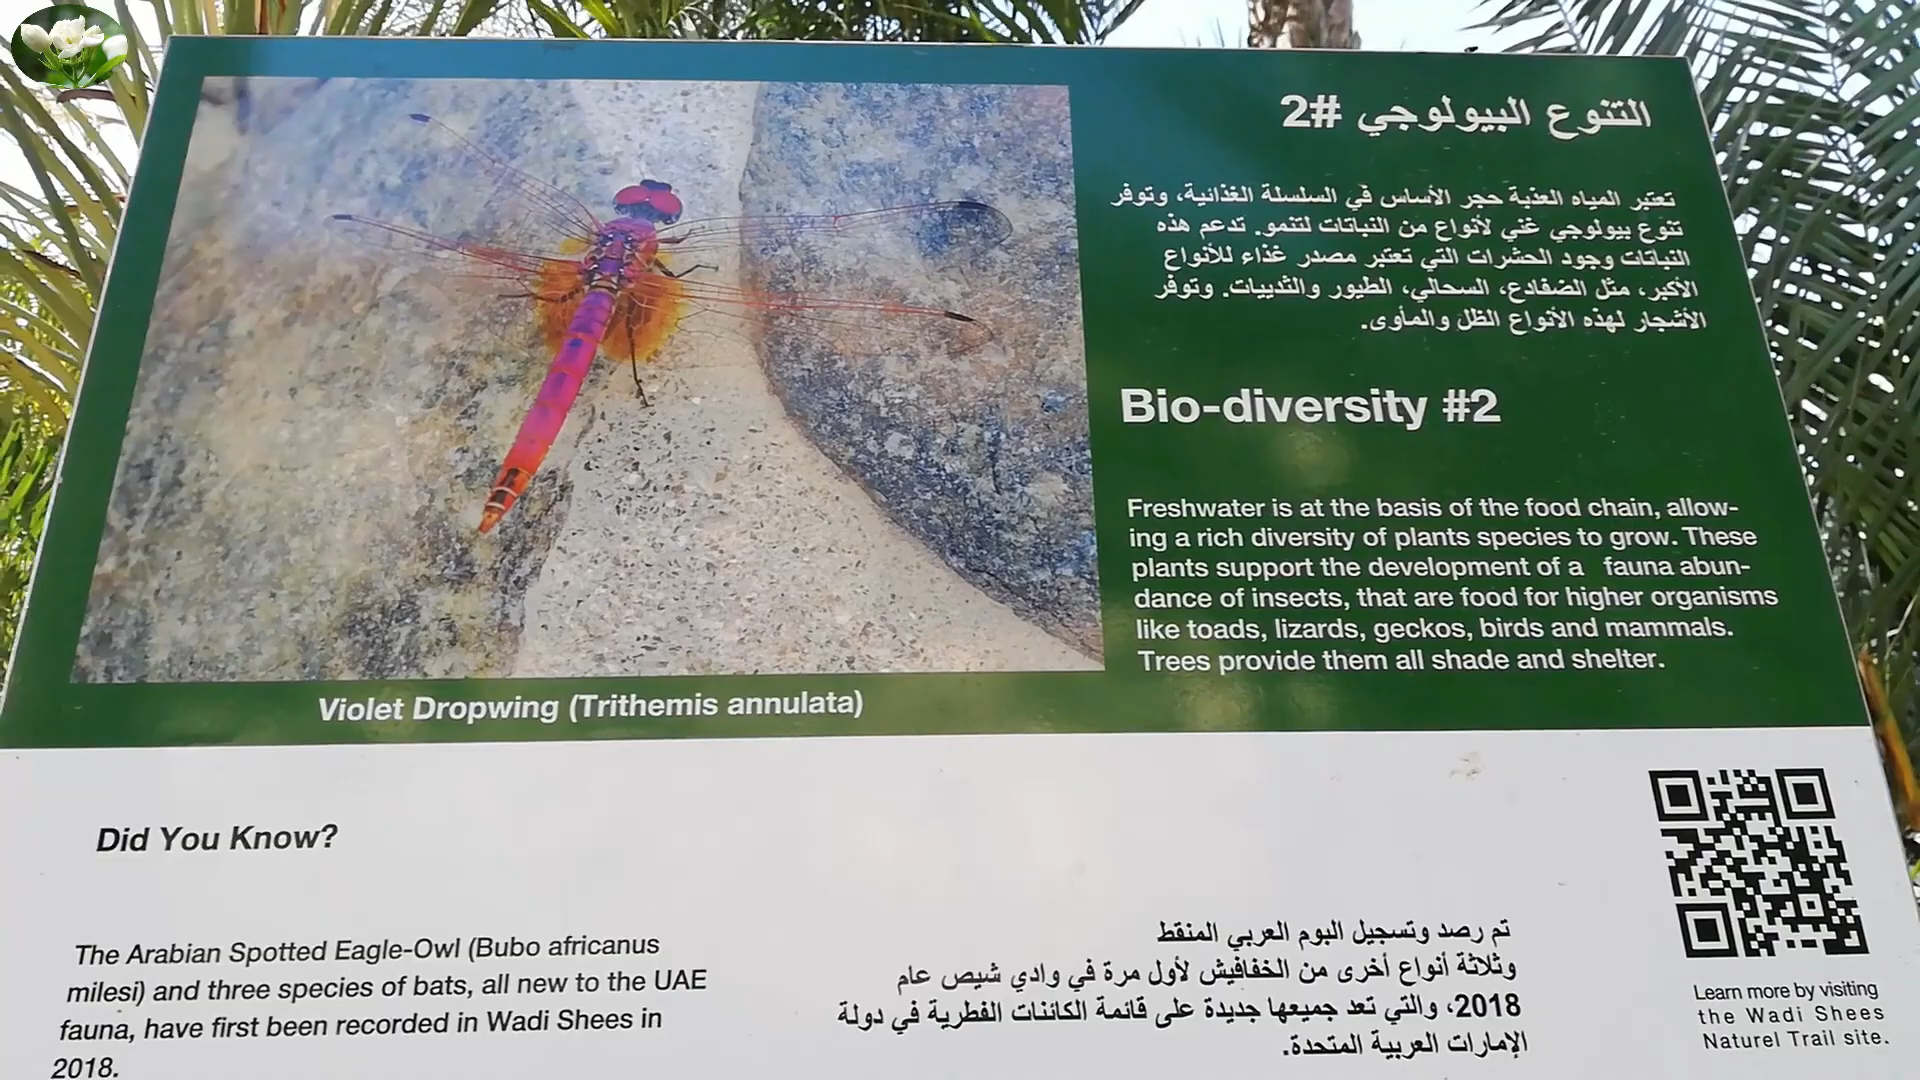 التنوع البيولوجي #2
تعتبر المياه العذبة حجر الأساس في السلسلة الغذائية، وتوفر
تنوع بيولوجي غني لأنواع من النباتات لتنمو. تدعم هذه
النباتات وجود الحشرات التي تعتبر مصدر غذاء للأنواع
الأكبر، مثل الضفادع، السحالي، الطيور والثدييات. وتوفر
الأشجار لهذه الأنواع الظل والمأوى.
Bio-diversity #2
Freshwater is at the basis of the food chain, allow-
ing a rich diversity of plants species to grow. These
plants support the development of a fauna abun-
dance of insects, that are food for higher organisms
like toads, lizards, geckos, birds and mammals.
Trees provide them all shade and shelter.
Violet Dropwing (Trithemis annulata)
Did You Know?
The Arabian Spotted Eagle-Owl (Bubo africanus
milesi) and three species of bats, all new to the UAE
fauna, have first been recorded in Wadi Shees in
2018.
تم رصد وتسجيل البوم العربي المنقط
وثلاثة أنواع أخرى من الخفافيش لأول مرة في وادي شيص عام
2018، والتي تعد جميعها جديدة على قائمة الكائنات الفطرية في دولة
الإمارات العربية المتحدة.
Learn more by visiting
the Wadi Shees
Naturel Trail site.